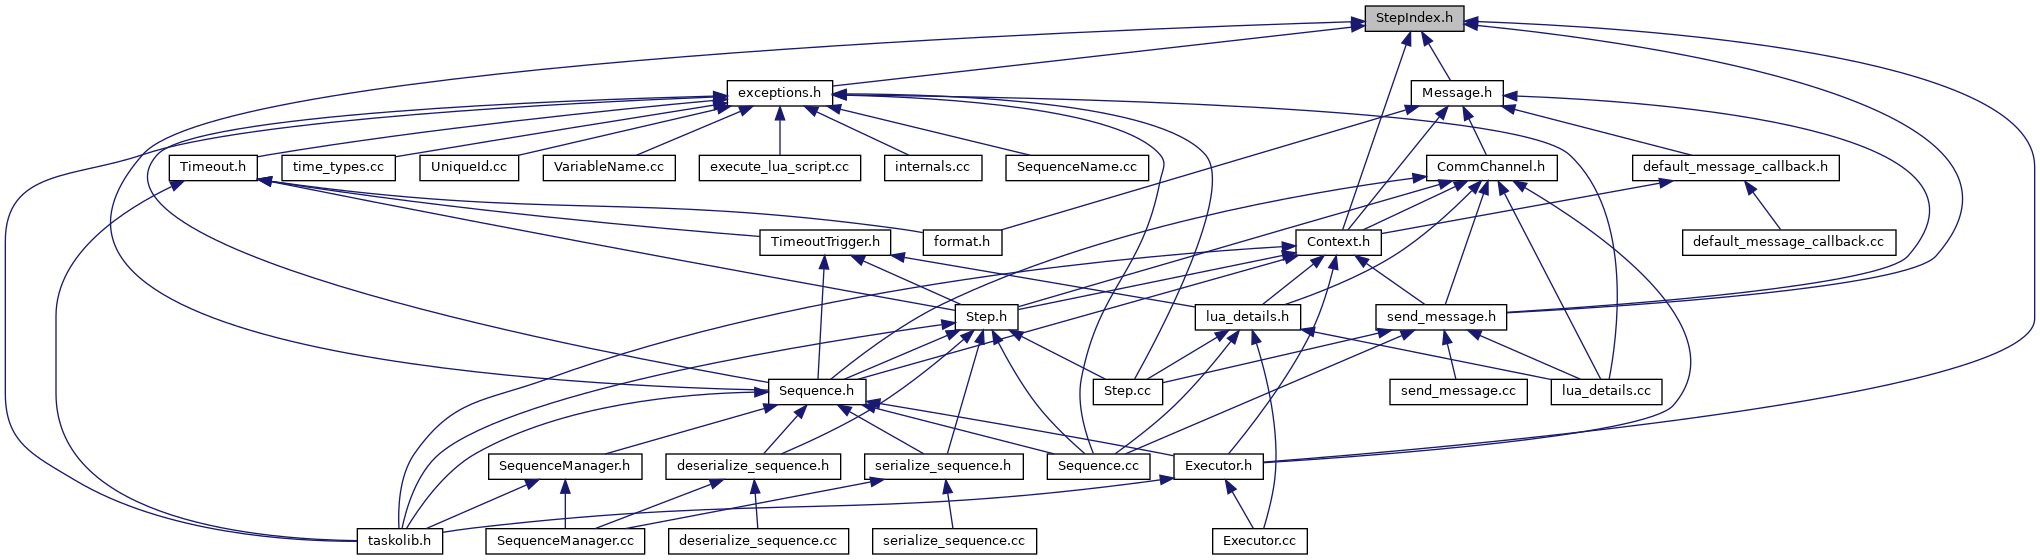 StepIndex.h
exceptions.h
Message.h
Timeout.h
time_types.cc
UniqueId.cc
VariableName.cc
execute_lua_script.cc
internals.cc
SequenceName.cc
CommChannel.h
default_message_callback.h
TimeoutTrigger.h
format.h
Context.h
default_message_callback.cc
Step.h
lua_details.h
send_message.h
Sequence.h
Step.cc
send_message.cc
lua_details.cc
SequenceManager.h
deserialize_sequence.h
serialize_sequence.h
Sequence.cc
Executor.h
taskolib.h
SequenceManager.cc
deserialize_sequence.cc
serialize_sequence.cc
Executor.cc